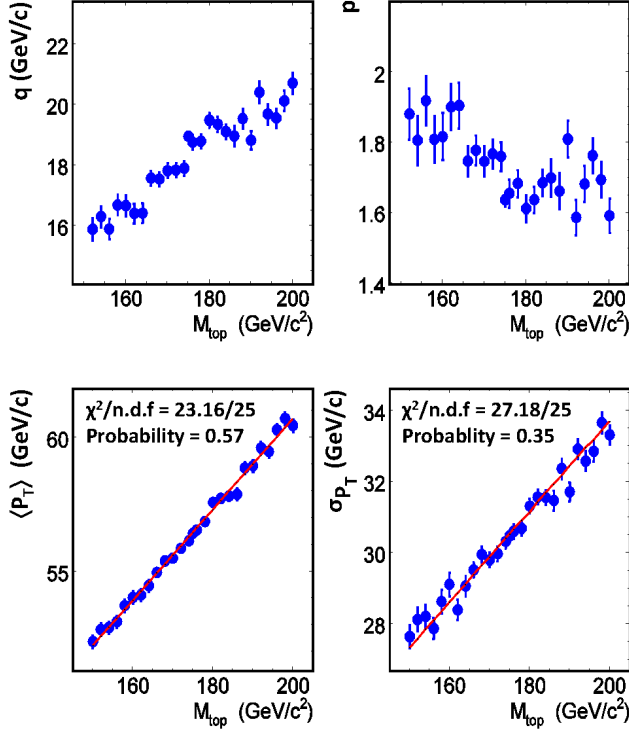 q (GeV/c)
22
20
18
16
160
180
200
M_top (GeV/c²)
p
2
1.8
1.6
1.4
160
180
200
M_top (GeV/c²)
⟨P_T⟩ (GeV/c)
χ²/n.d.f = 23.16/25
Probability = 0.57
60
55
160
180
200
M_top (GeV/c²)
σ_P_T (GeV/c)
χ²/n.d.f = 27.18/25
Probability = 0.35
34
32
30
28
160
180
200
M_top (GeV/c²)